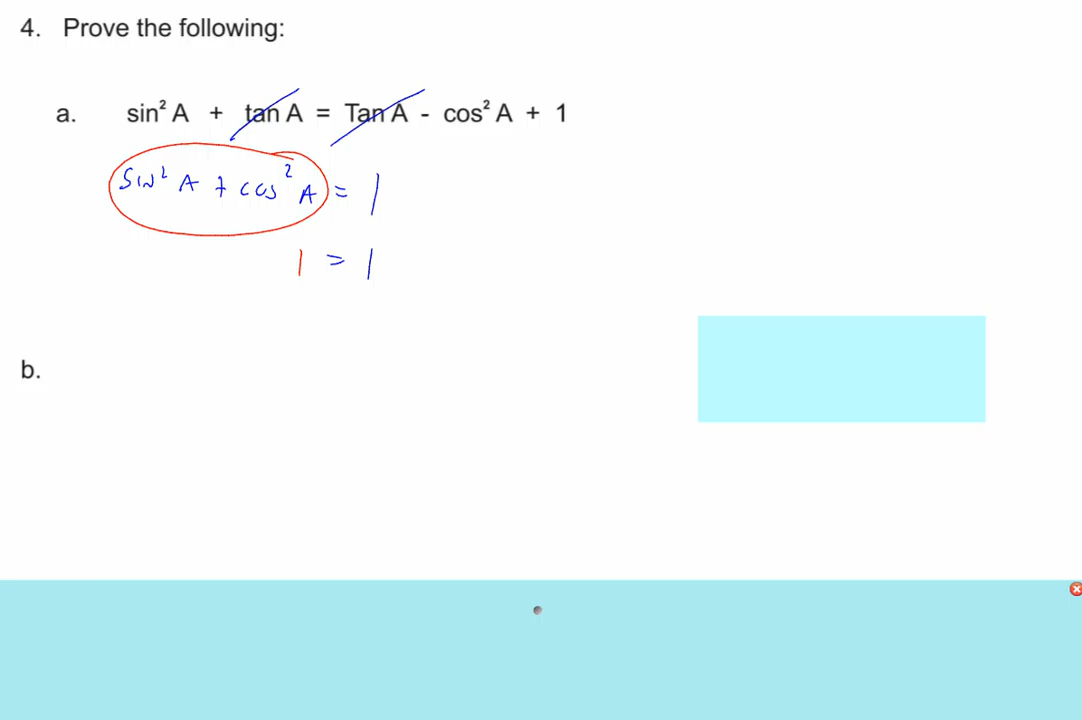 4. Prove the following:
a. sin² A + tan A = Tan A - cos² A + 1
Sin² A + cos² A = 1
1 = 1
b.